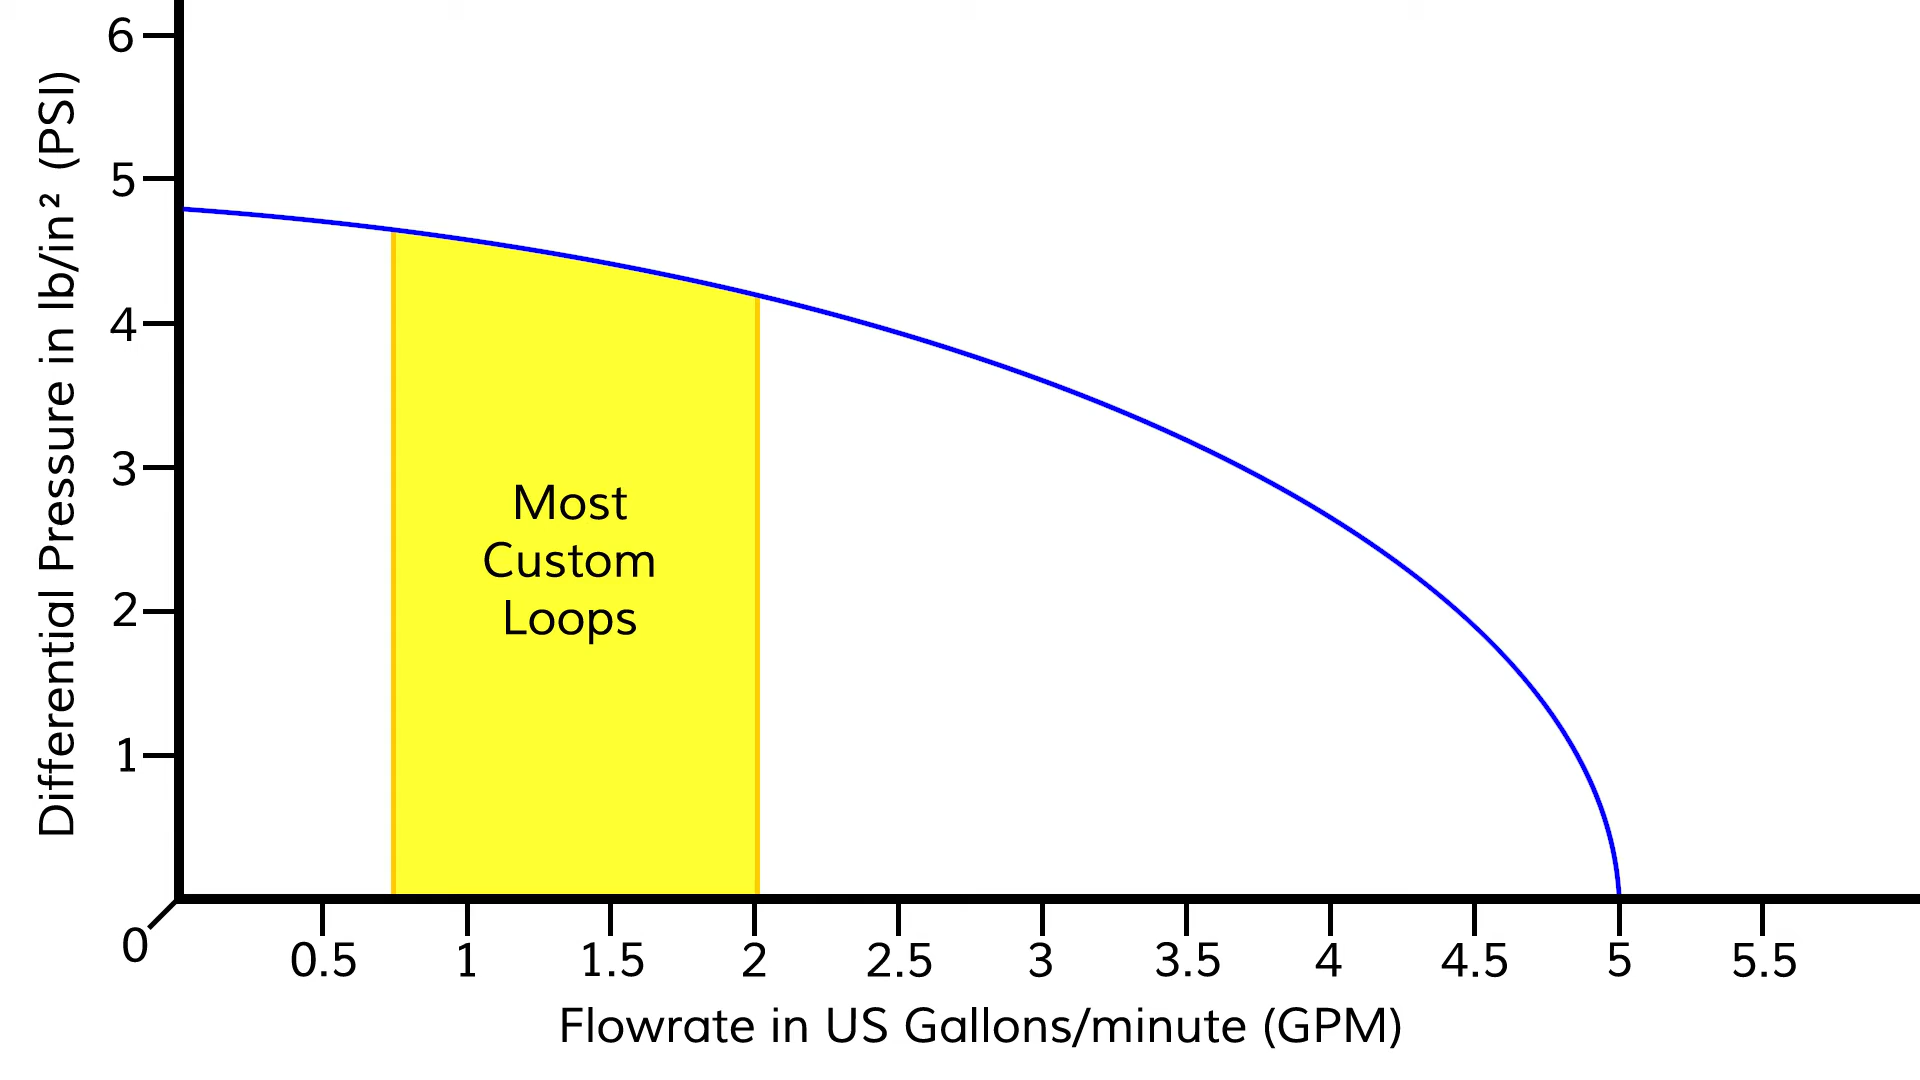 Differential Pressure in lb/in² (PSI)
6
5
4
3
2
1
0
Most
Custom
Loops
0.5 1 1.5 2 2.5 3 3.5 4 4.5 5 5.5
Flowrate in US Gallons/minute (GPM)